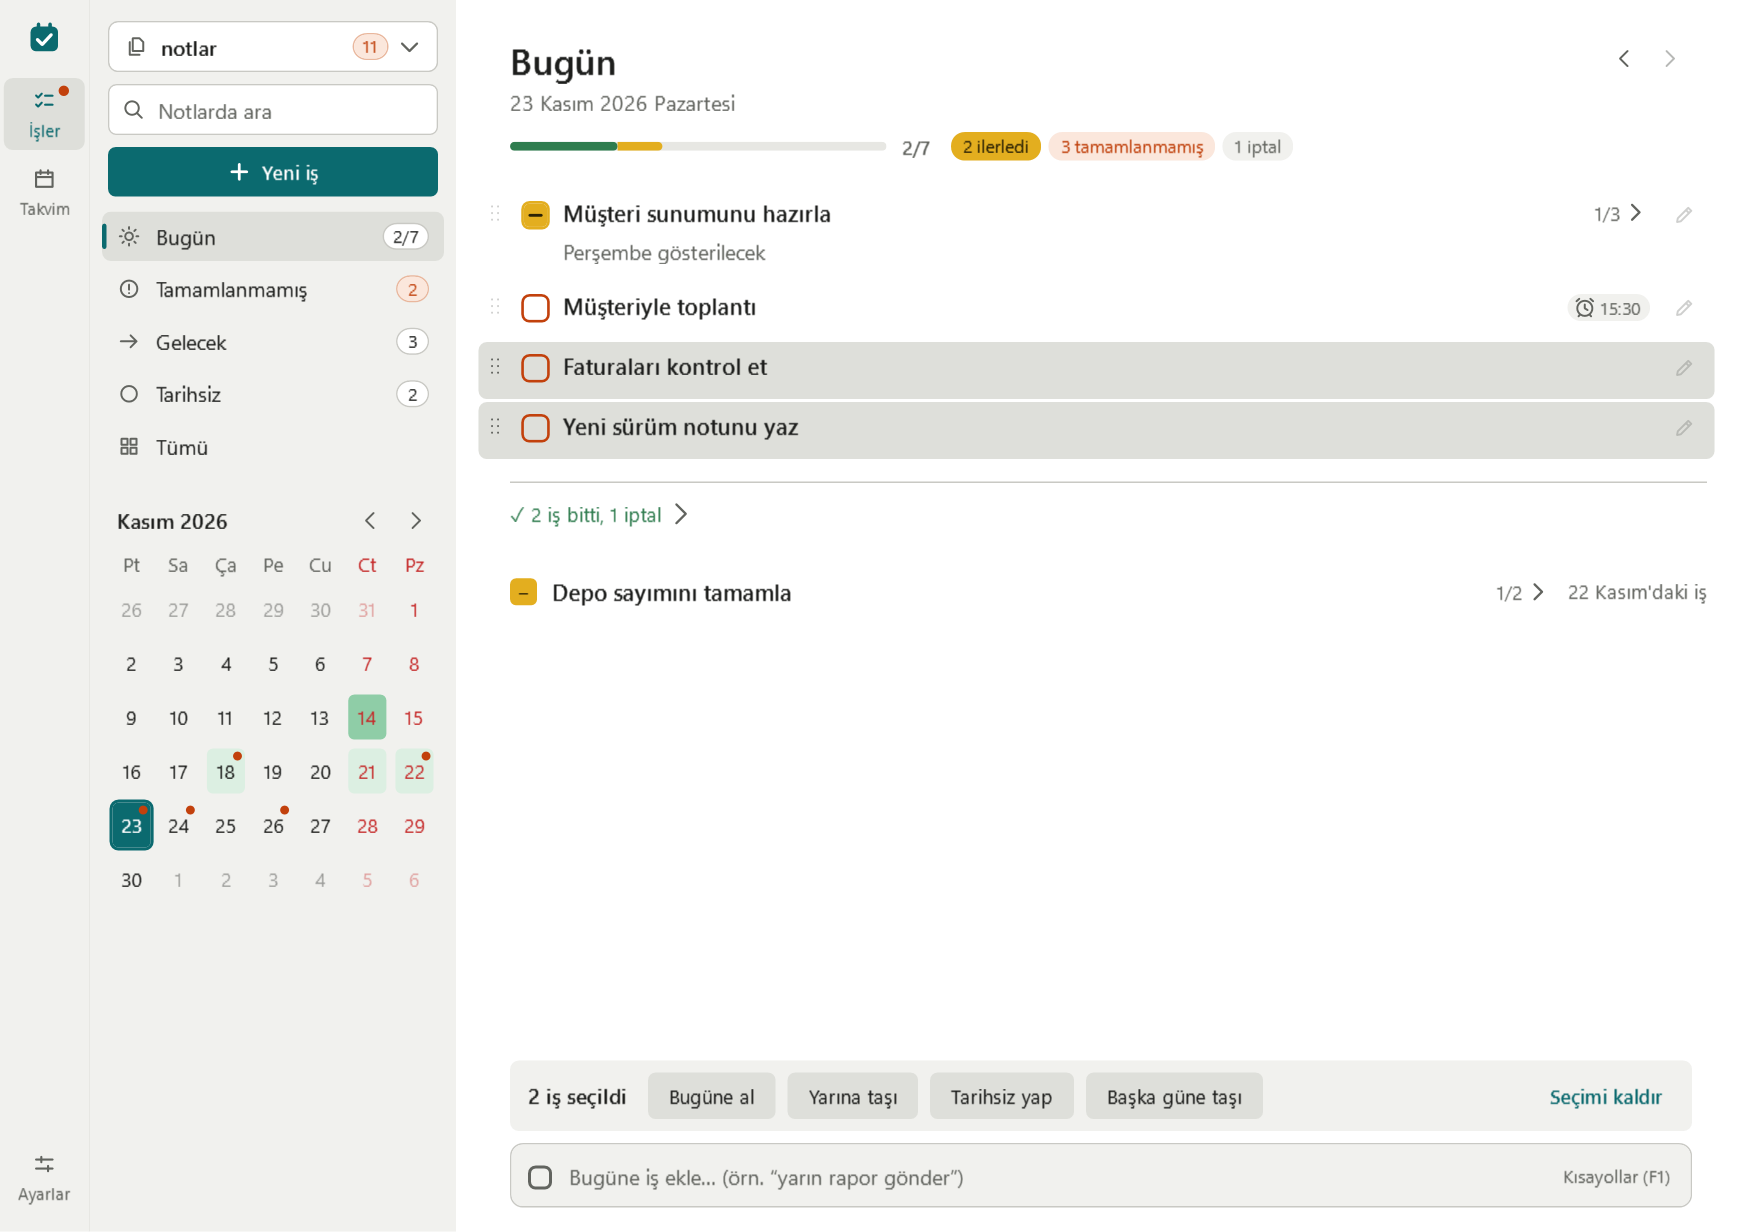 İşler
Takvim
Ayarlar
notlar 11
Notlarda ara
+ Yeni iş
Bugün 2/7
Tamamlanmamış 2
Gelecek 3
Tarihsiz 2
Tümü
Kasım 2026
Pt Sa Ça Pe Cu Ct Pz
26 27 28 29 30 31 1
2 3 4 5 6 7 8
9 10 11 12 13 14 15
16 17 18 19 20 21 22
23 24 25 26 27 28 29
30 1 2 3 4 5 6
Bugün
23 Kasım 2026 Pazartesi
2/7 2 ilerledi 3 tamamlanmamış 1 iptal
Müşteri sunumunu hazırla 1/3
Perşembe gösterilecek
Müşteriyle toplantı 15:30
Faturaları kontrol et
Yeni sürüm notunu yaz
✓ 2 iş bitti, 1 iptal
Depo sayımını tamamla 1/2 22 Kasım'daki iş
2 iş seçildi Bugüne al Yarına taşı Tarihsiz yap Başka güne taşı Seçimi kaldır
Bugüne iş ekle... (örn. “yarın rapor gönder”) Kısayollar (F1)